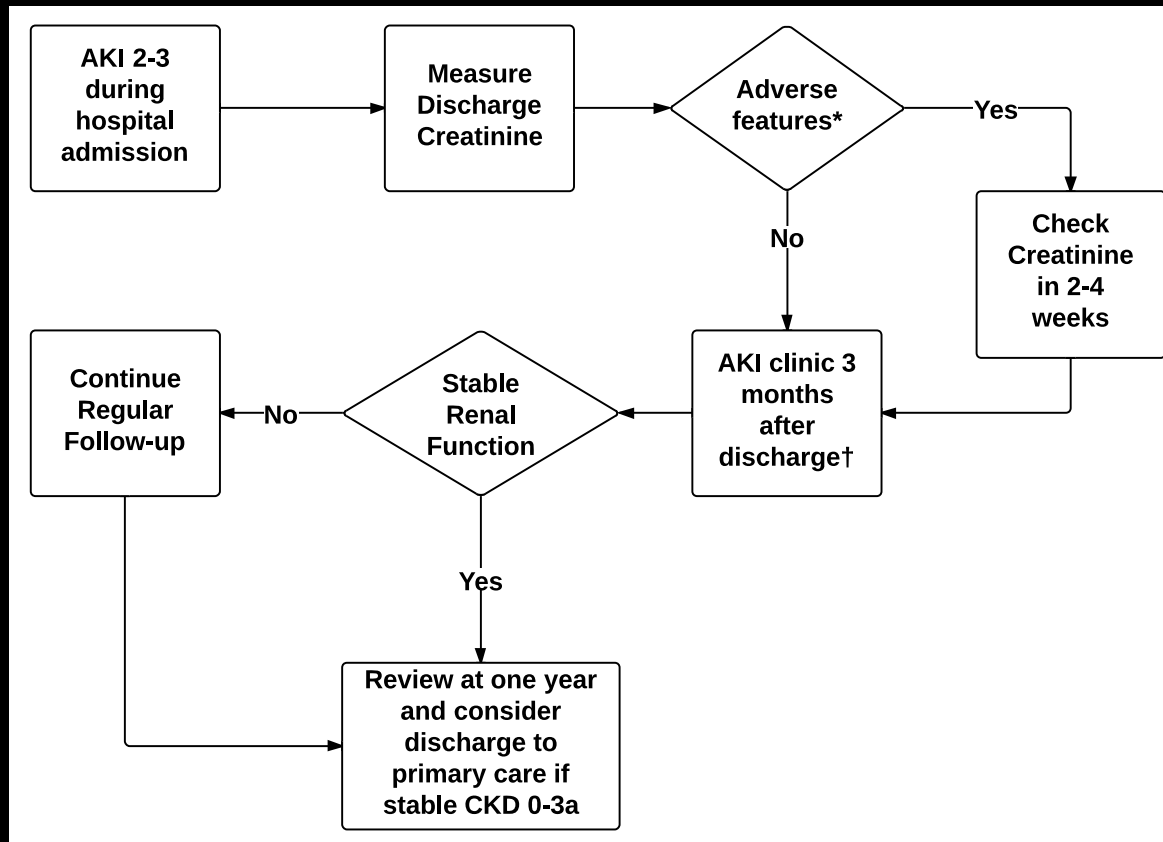 AKI 2-3
during
hospital
admission
Measure
Discharge
Creatinine
Adverse
features*
Yes
No
Check
Creatinine
in 2-4
weeks
AKI clinic 3
months
after
discharge†
Stable
Renal
Function
No
Continue
Regular
Follow-up
Yes
Review at one year
and consider
discharge to
primary care if
stable CKD 0-3a